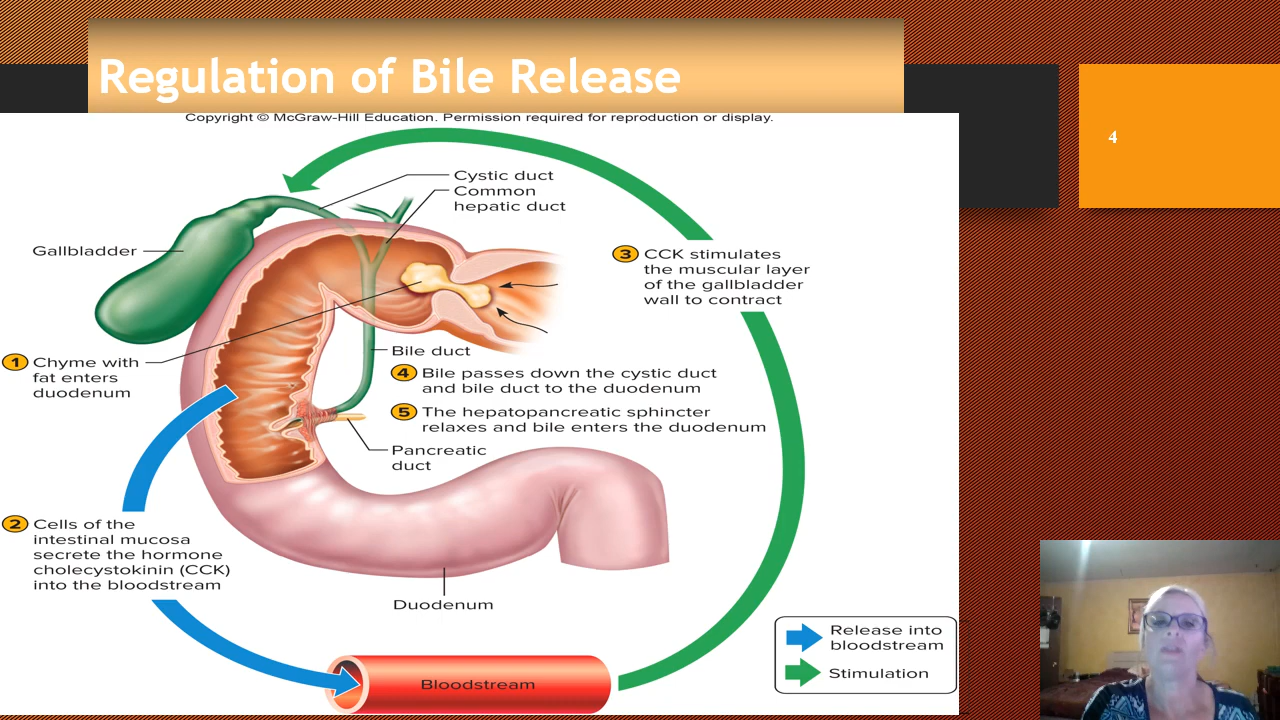 Regulation of Bile Release
4
Copyright © McGraw-Hill Education. Permission required for reproduction or display.
Cystic duct
Common
hepatic duct
Gallbladder
3 CCK stimulates
the muscular layer
of the gallbladder
wall to contract
1 Chyme with
fat enters
duodenum
Bile duct
4 Bile passes down the cystic duct
and bile duct to the duodenum
5 The hepatopancreatic sphincter
relaxes and bile enters the duodenum
Pancreatic
duct
2 Cells of the
intestinal mucosa
secrete the hormone
cholecystokinin (CCK)
into the bloodstream
Duodenum
Bloodstream
Release into
bloodstream
Stimulation